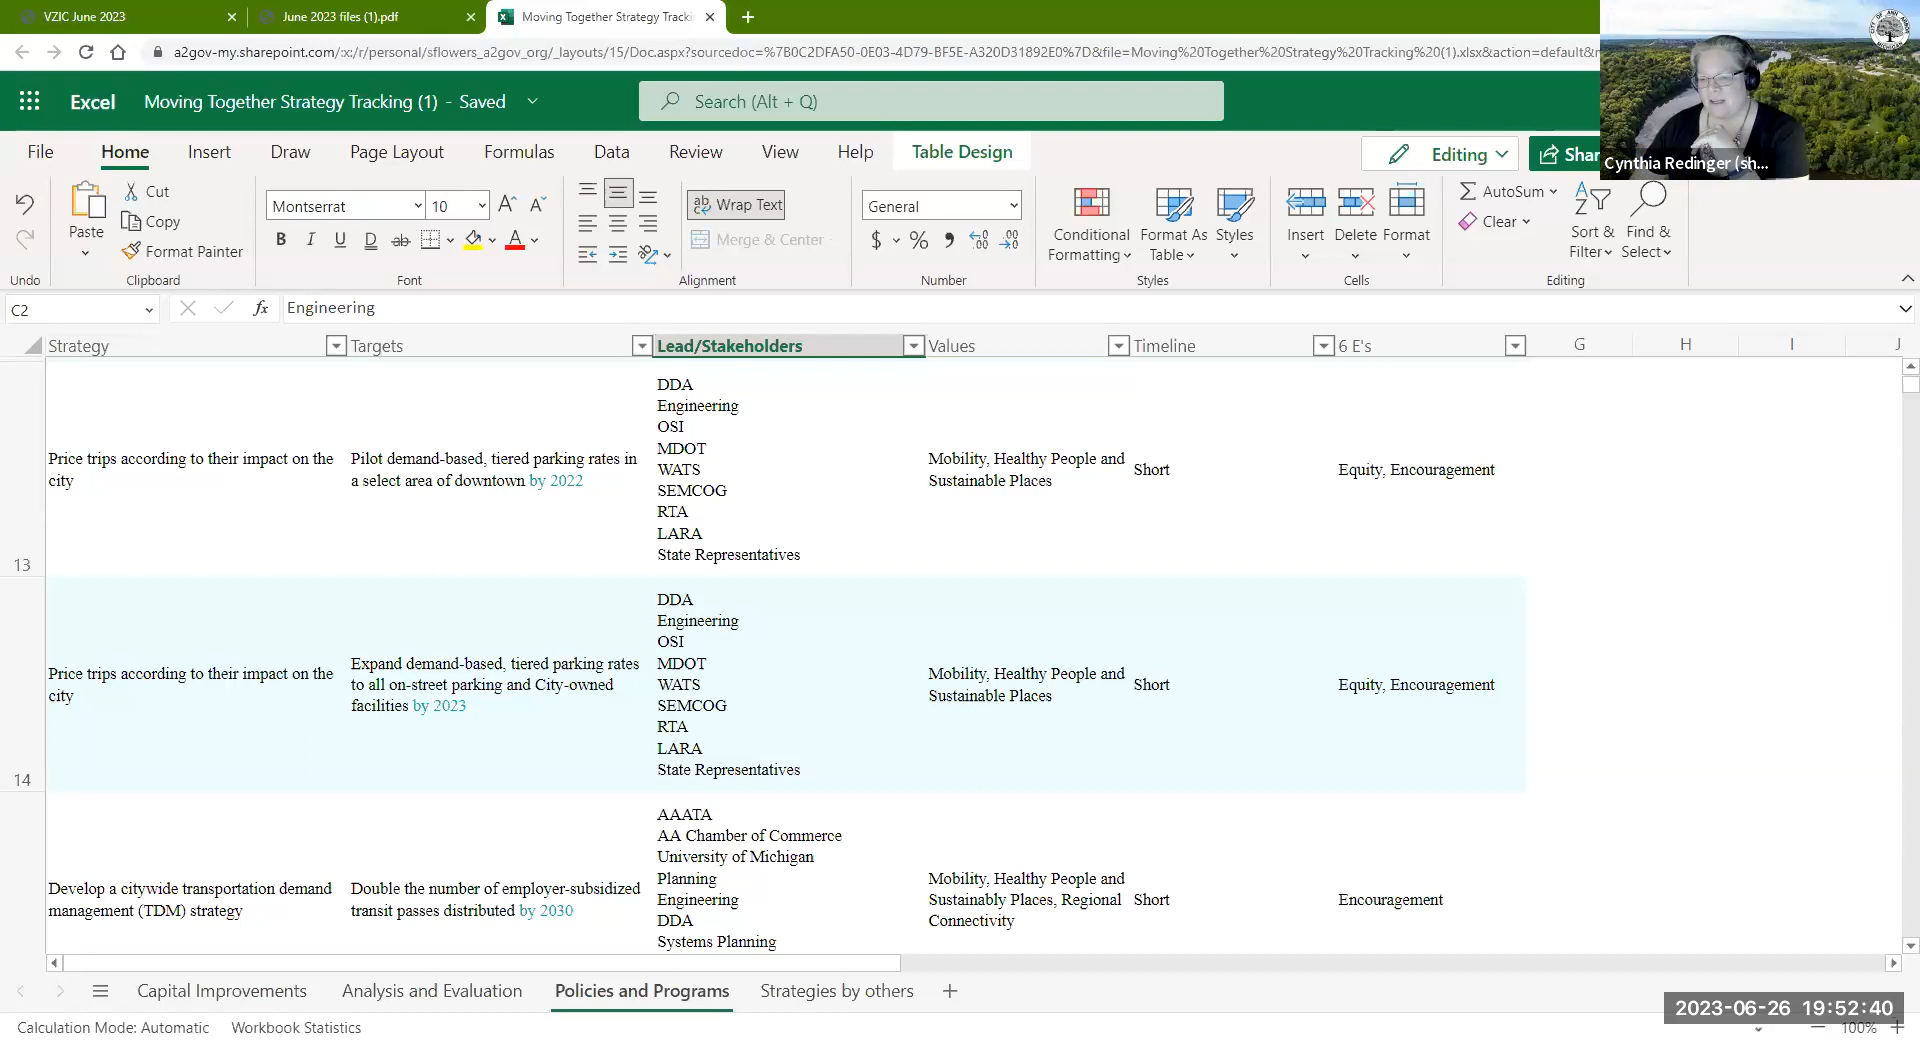 VZIC June 2023
June 2023 files (1).pdf
Moving Together Strategy Tracki
a2gov-my.sharepoint.com/:x:/r/personal/sflowers_a2gov_org/_layouts/15/Doc.aspx?sourcedoc=%7B0C2DFA50-0E03-4D79-BF5E-A320D31892E0%7D&file=Moving%20Together%20Strategy%20Tracking%20(1).xlsx&action=default&
Excel
Moving Together Strategy Tracking (1) - Saved
Search (Alt + Q)
CITY OF ANN ARBOR
MICHIGAN
Cynthia Redinger (sh...
File Home Insert Draw Page Layout Formulas Data Review View Help Table Design
Editing
Shar
Paste
Cut
Copy
Format Painter
Montserrat
10
Wrap Text
Merge & Center
General
Conditional Formatting
Format As Table
Styles
Insert
Delete
Format
AutoSum
Clear
Sort & Filter
Find & Select
Undo
Clipboard
Font
Alignment
Number
Styles
Cells
Editing
C2
fx
Engineering
Strategy Targets Lead/Stakeholders Values Timeline 6 E's G H I J
13
Price trips according to their impact on the
city
Pilot demand-based, tiered parking rates in
a select area of downtown by 2022
DDA
Engineering
OSI
MDOT
WATS
SEMCOG
RTA
LARA
State Representatives
Mobility, Healthy People and
Sustainable Places
Short
Equity, Encouragement
14
Price trips according to their impact on the
city
Expand demand-based, tiered parking rates
to all on-street parking and City-owned
facilities by 2023
DDA
Engineering
OSI
MDOT
WATS
SEMCOG
RTA
LARA
State Representatives
Mobility, Healthy People and
Sustainable Places
Short
Equity, Encouragement
Develop a citywide transportation demand
management (TDM) strategy
Double the number of employer-subsidized
transit passes distributed by 2030
AAATA
AA Chamber of Commerce
University of Michigan
Planning
Engineering
DDA
Systems Planning
Mobility, Healthy People and
Sustainably Places, Regional
Connectivity
Short
Encouragement
Capital Improvements
Analysis and Evaluation
Policies and Programs
Strategies by others
2023-06-26 19:52:40
Calculation Mode: Automatic
Workbook Statistics
100%